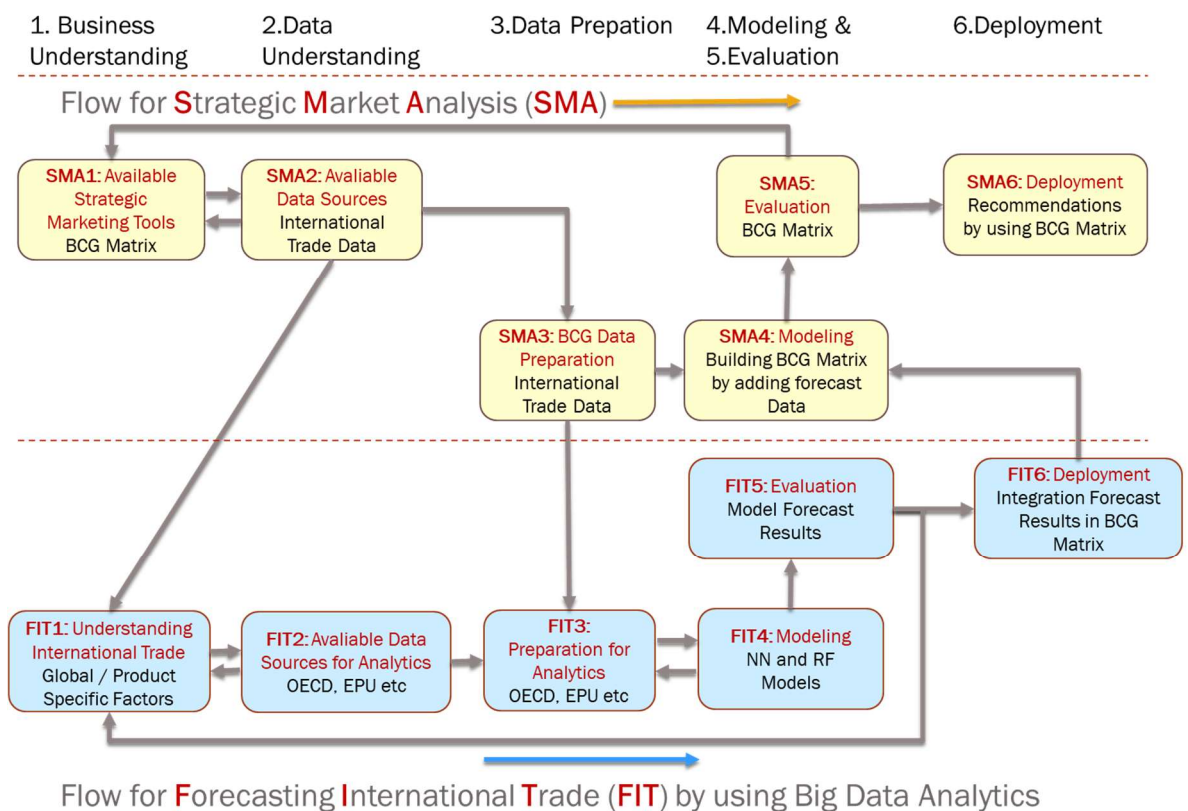 1. Business
Understanding
2.Data
Understanding
3.Data Prepation
4.Modeling &
5.Evaluation
6.Deployment
Flow for Strategic Market Analysis (SMA)
SMA1: Available
Strategic
Marketing Tools
BCG Matrix
SMA2: Avaliable
Data Sources
International
Trade Data
SMA5:
Evaluation
BCG Matrix
SMA6: Deployment
Recommendations
by using BCG Matrix
SMA3: BCG Data
Preparation
International
Trade Data
SMA4: Modeling
Building BCG Matrix
by adding forecast
Data
FIT5: Evaluation
Model Forecast
Results
FIT6: Deployment
Integration Forecast
Results in BCG
Matrix
FIT1: Understanding
International Trade
Global / Product
Specific Factors
FIT2: Avaliable Data
Sources for Analytics
OECD, EPU etc
FIT3:
Preparation for
Analytics
OECD, EPU etc
FIT4: Modeling
NN and RF
Models
Flow for Forecasting International Trade (FIT) by using Big Data Analytics